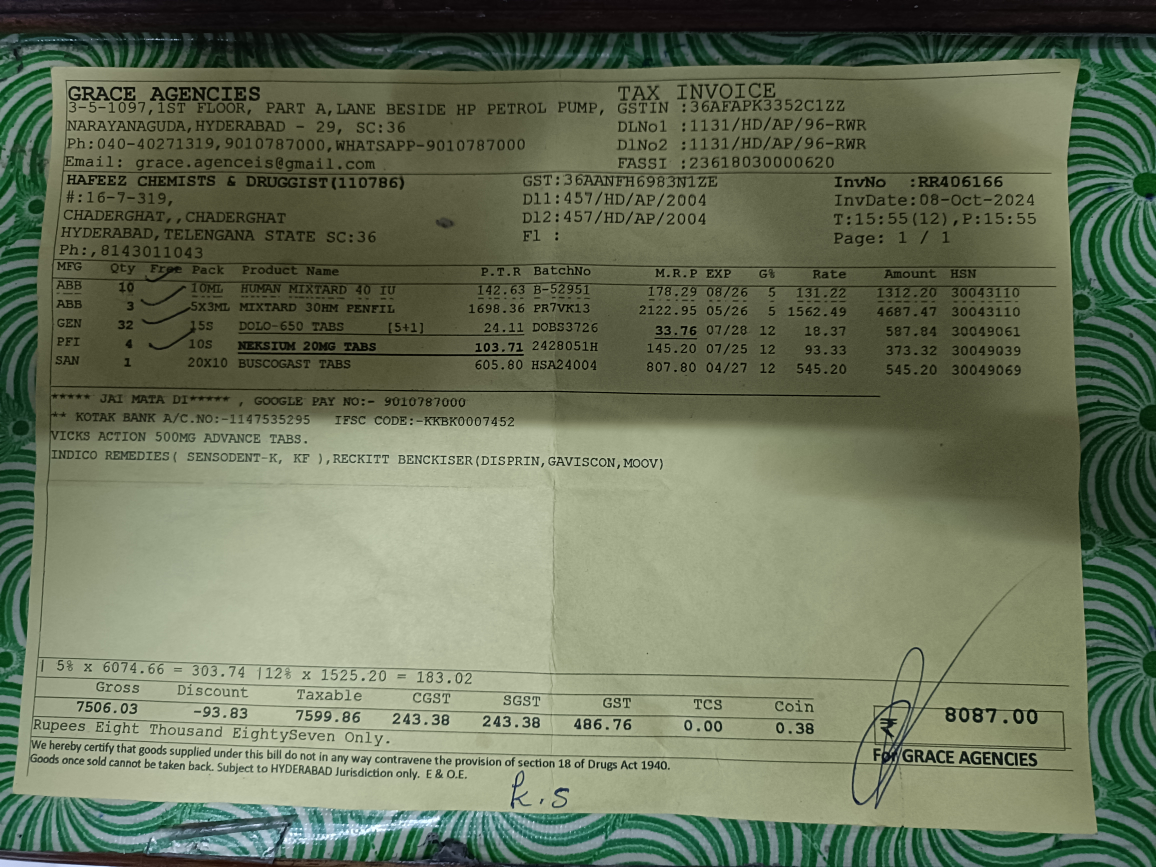 GRACE AGENCIES TAX INVOICE
3-5-1097,1ST FLOOR, PART A,LANE BESIDE HP PETROL PUMP, GSTIN :36AFAPK3352C1ZZ
NARAYANAGUDA,HYDERABAD - 29, SC:36 DLNo1 :1131/HD/AP/96-RWR
Ph:040-40271319,9010787000,WHATSAPP-9010787000 DlNo2 :1131/HD/AP/96-RWR
Email: grace.agenceis@gmail.com FASSI :23618030000620
HAFEEZ CHEMISTS & DRUGGIST(110786) GST:36AANFH6983N1ZE InvNo :RR406166
#:16-7-319, Dl1:457/HD/AP/2004 InvDate:08-Oct-2024
CHADERGHAT,,CHADERGHAT Dl2:457/HD/AP/2004 T:15:55(12),P:15:55
HYDERABAD,TELENGANA STATE SC:36 Fl : Page: 1 / 1
Ph:,8143011043
MFG Qty Free Pack Product Name P.T.R BatchNo M.R.P EXP G% Rate Amount HSN
ABB 10 10ML HUMAN MIXTARD 40 IU 142.63 B-52951 178.29 08/26 5 131.22 1312.20 30043110
ABB 3 5X3ML MIXTARD 30HM PENFIL 1698.36 PR7VK13 2122.95 05/26 5 1562.49 4687.47 30043110
GEN 32 15S DOLO-650 TABS [5+1] 24.11 DOBS3726 33.76 07/28 12 18.37 587.84 30049061
PFI 4 10S NEKSIUM 20MG TABS 103.71 2428051H 145.20 07/25 12 93.33 373.32 30049039
SAN 1 20X10 BUSCOGAST TABS 605.80 HSA24004 807.80 04/27 12 545.20 545.20 30049069
***** JAI MATA DI***** , GOOGLE PAY NO:- 9010787000
** KOTAK BANK A/C.NO:-1147535295 IFSC CODE:-KKBK0007452
VICKS ACTION 500MG ADVANCE TABS.
INDICO REMEDIES( SENSODENT-K, KF ),RECKITT BENCKISER(DISPRIN,GAVISCON,MOOV)
| 5% x 6074.66 = 303.74 |12% x 1525.20 = 183.02
Gross Discount Taxable CGST SGST GST TCS Coin
7506.03 -93.83 7599.86 243.38 243.38 486.76 0.00 0.38 ₹ 8087.00
Rupees Eight Thousand EightySeven Only.
We hereby certify that goods supplied under this bill do not in any way contravene the provision of section 18 of Drugs Act 1940. For GRACE AGENCIES
Goods once sold cannot be taken back. Subject to HYDERABAD Jurisdiction only. E & O.E.
k.s